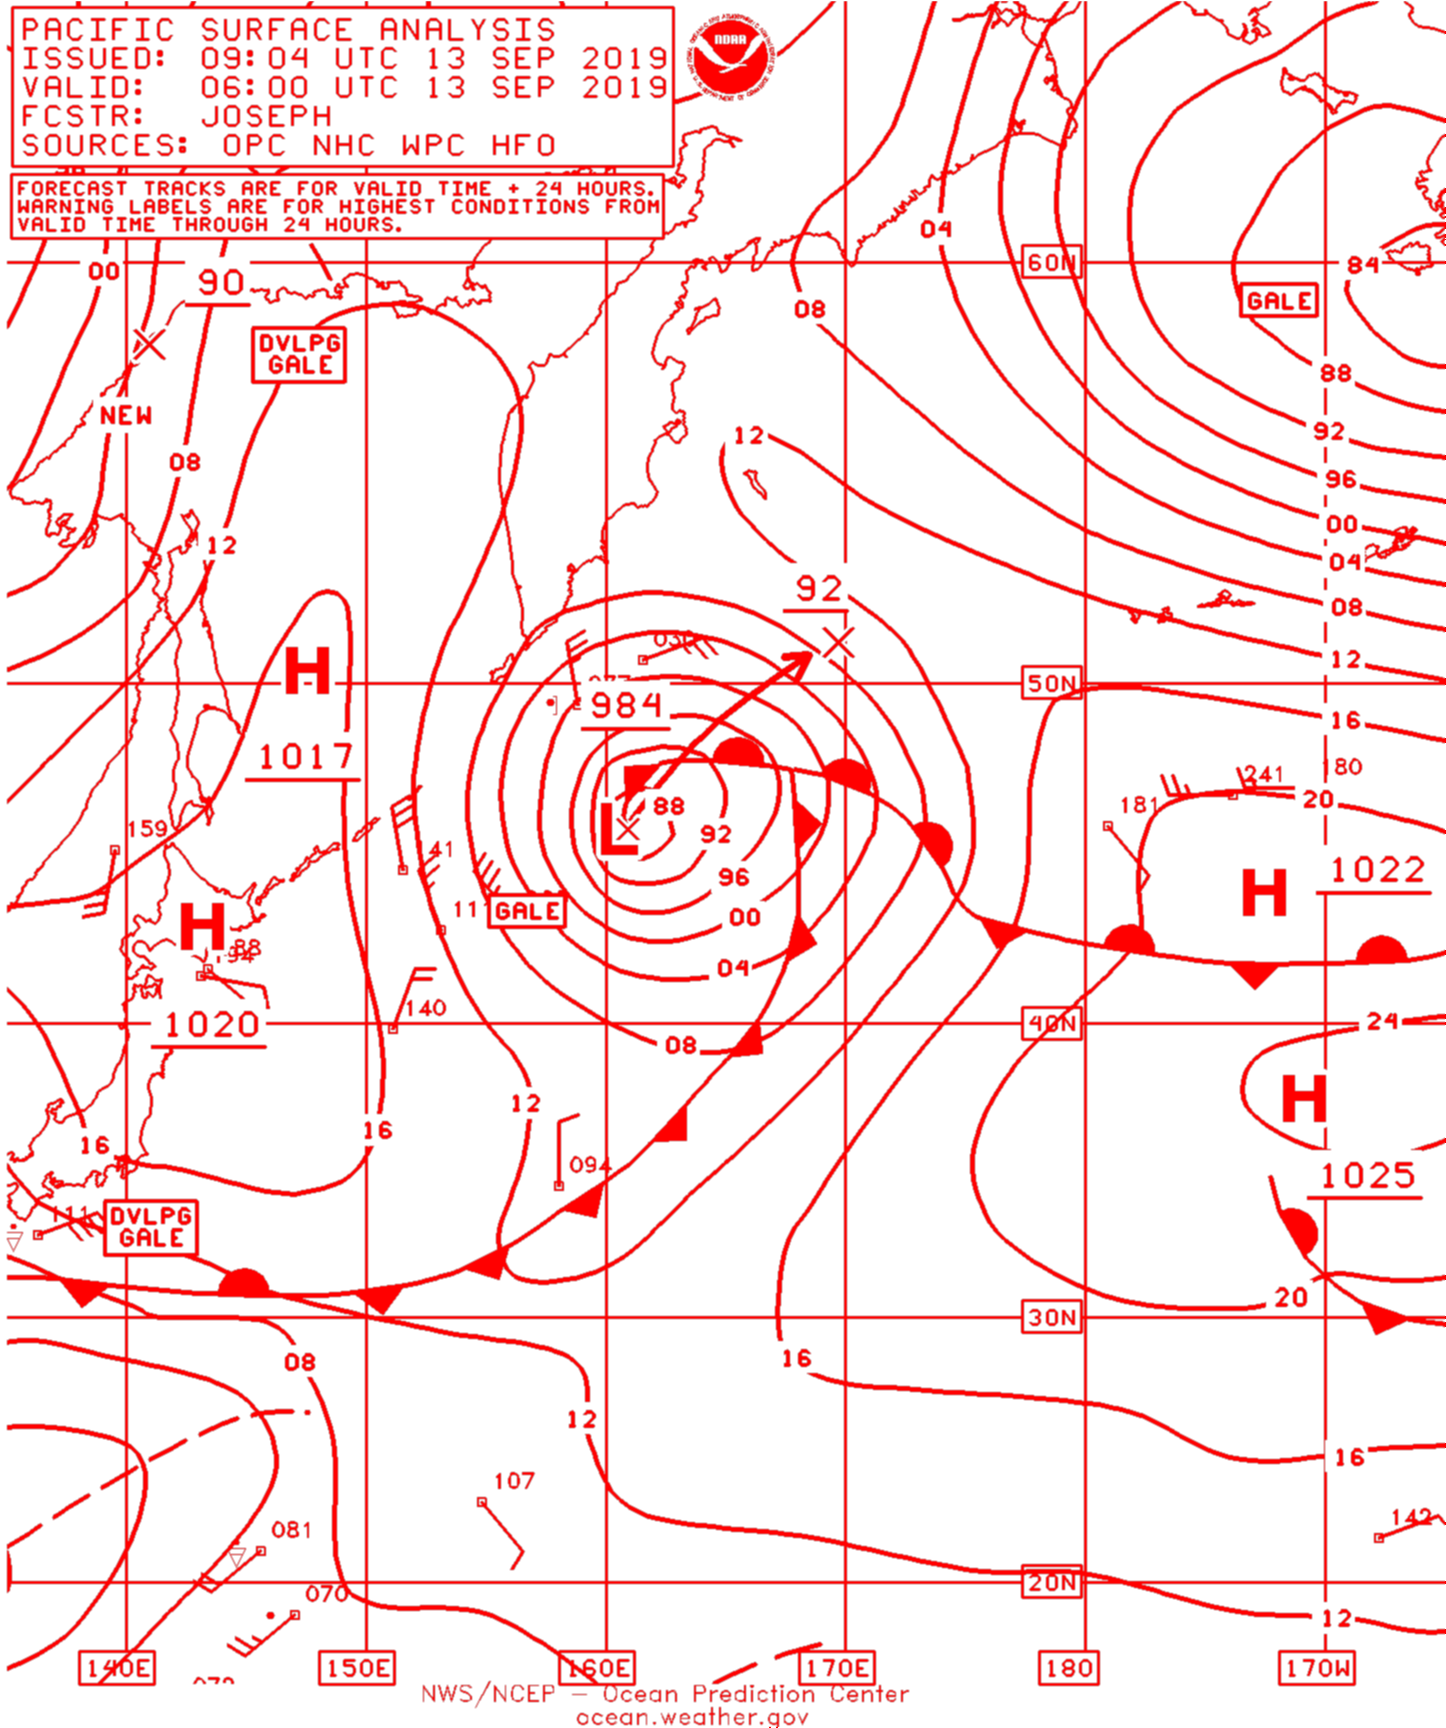 PACIFIC SURFACE ANALYSIS
ISSUED: 09:04 UTC 13 SEP 2019
VALID: 06:00 UTC 13 SEP 2019
FCSTR: JOSEPH
SOURCES: OPC NHC WPC HFO
NOAA
FORECAST TRACKS ARE FOR VALID TIME + 24 HOURS.
WARNING LABELS ARE FOR HIGHEST CONDITIONS FROM
VALID TIME THROUGH 24 HOURS.
04
60N
84
00
90
GALE
08
DVLPG
GALE
88
NEW
92
12
08
96
00
12
04
92
08
12
H
50N
984
16
1017
241
180
20
88
181
159
92
L
41
1022
96
H
H
GALE
00
04
140
1020
40N
24
08
H
12
16
16
094
1025
111
DVLPG
GALE
20
30N
08
16
12
16
107
142
081
20N
070
12
140E
150E
160E
170E
180
170W
NWS/NCEP – Ocean Prediction Center
ocean.weather.gov